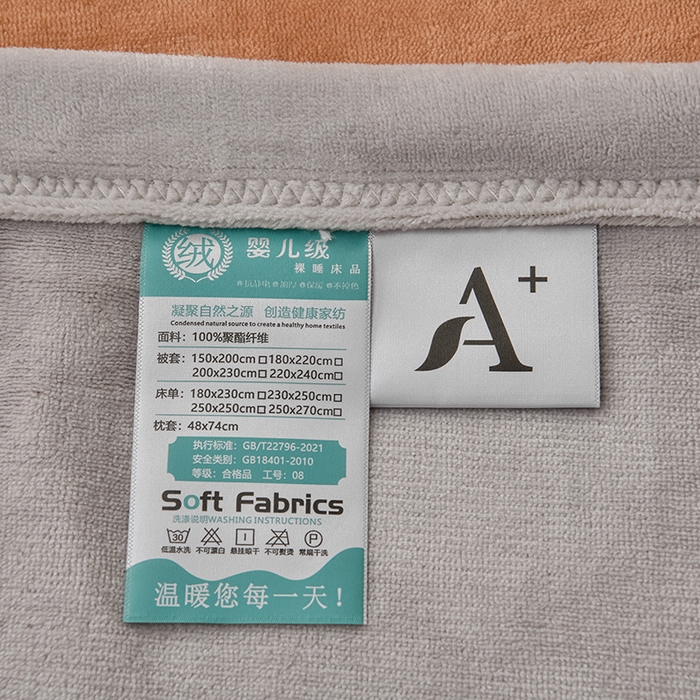 绒
婴儿绒
裸睡床品
抗静电 加厚 保暖 不掉色
凝聚自然之源 创造健康家纺
Condensed natural source to create a healthy home textiles
面料：100%聚酯纤维
被套：150x200cm□180x220cm□
200x230cm□ 220x240cm□
床单：180x230cm□230x250cm□
250x250cm□250x270cm□
枕套：48x74cm
执行标准：GB/T22796-2021
安全类别：GB18401-2010
等级：合格品 工号：08
Soft Fabrics
洗涤说明WASHING INSTRUCTIONS
30 P
低温水洗 不可漂白 悬挂晾干 不可熨烫 常规干洗
温暖您每一天！
A+